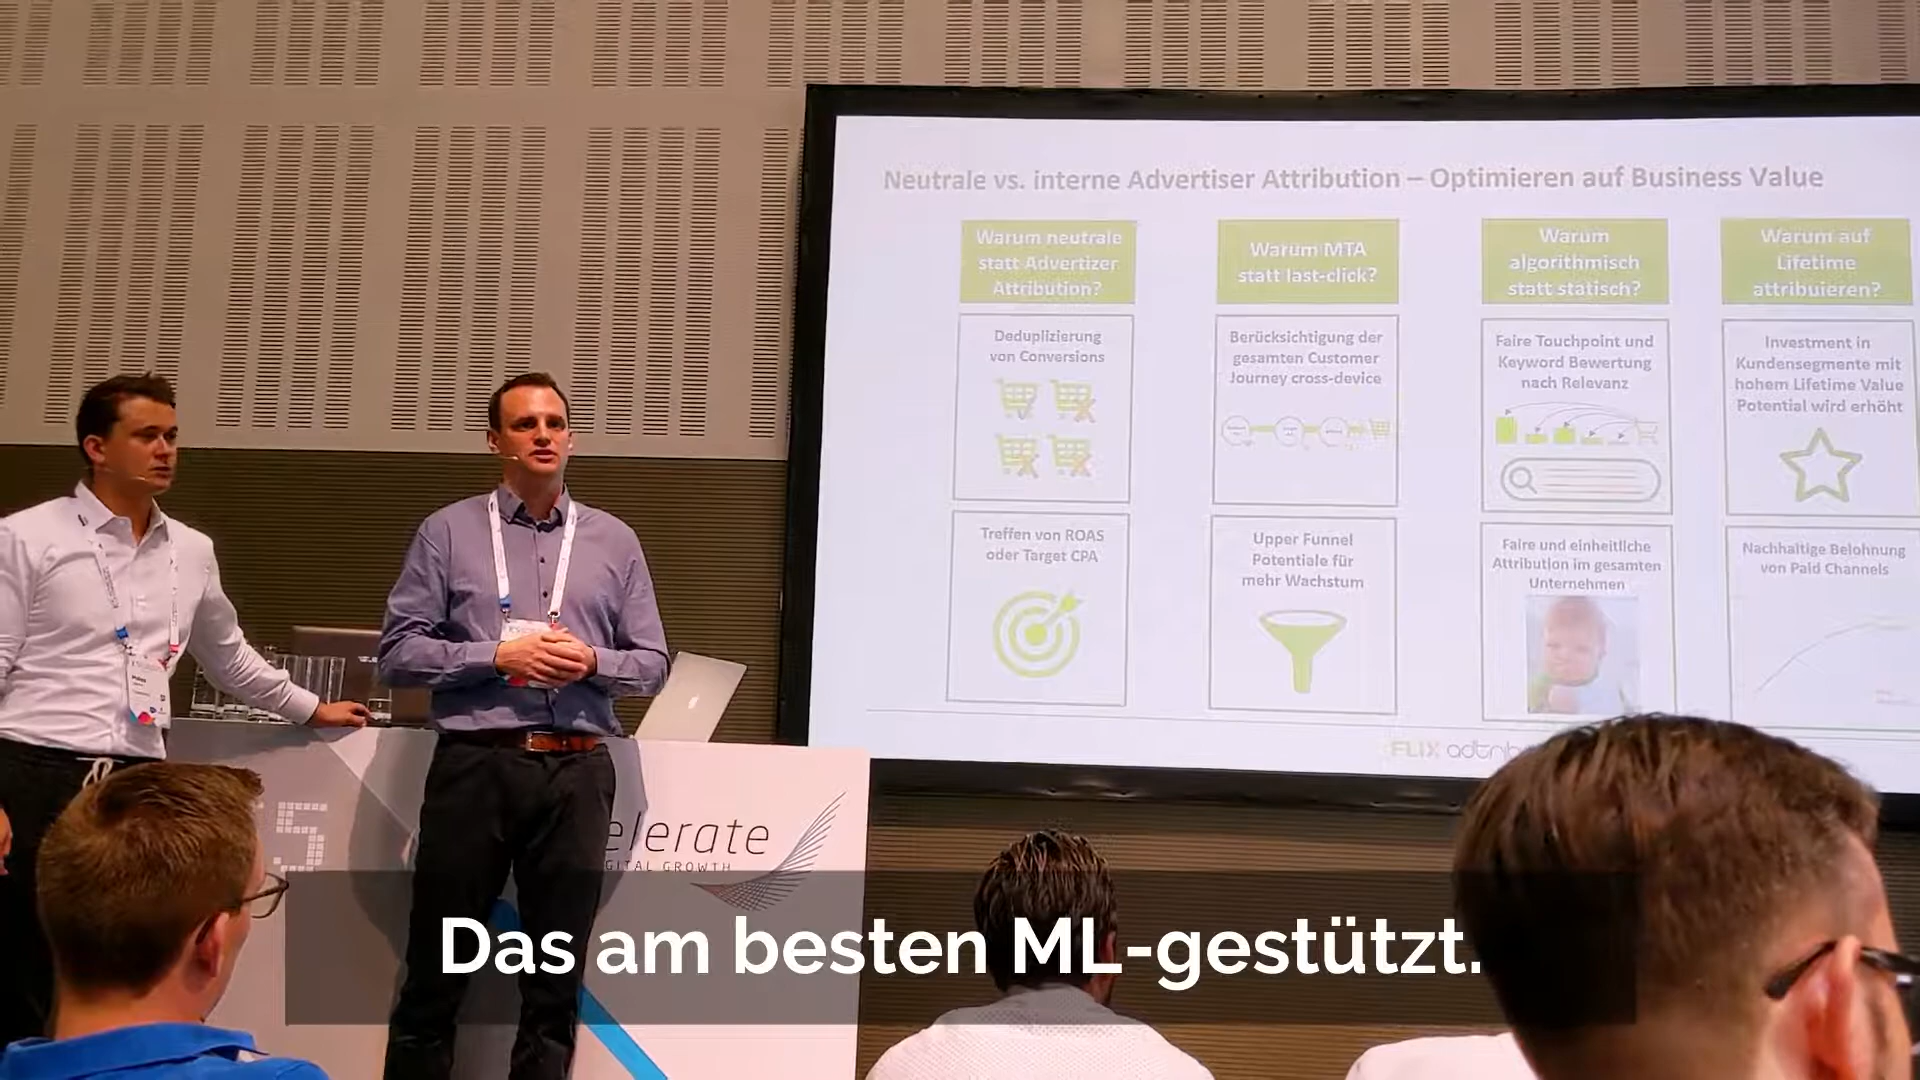 Neutrale vs. interne Advertiser Attribution – Optimieren auf Business Value
Warum neutrale
statt Advertizer
Attribution?
Deduplizierung
von Conversions
Treffen von ROAS
oder Target CPA
Warum MTA
statt last-click?
Berücksichtigung der
gesamten Customer
Journey cross-device
Upper Funnel
Potentiale für
mehr Wachstum
Warum
algorithmisch
statt statisch?
Faire Touchpoint und
Keyword Bewertung
nach Relevanz
Faire und einheitliche
Attribution im gesamten
Unternehmen
Warum auf
Lifetime
attribuieren?
Investment in
Kundensegmente mit
hohem Lifetime Value
Potential wird erhöht
Nachhaltige Belohnung
von Paid Channels
FLIX
5
elerate
GITAL GROWTH
Das am besten ML-gestützt.